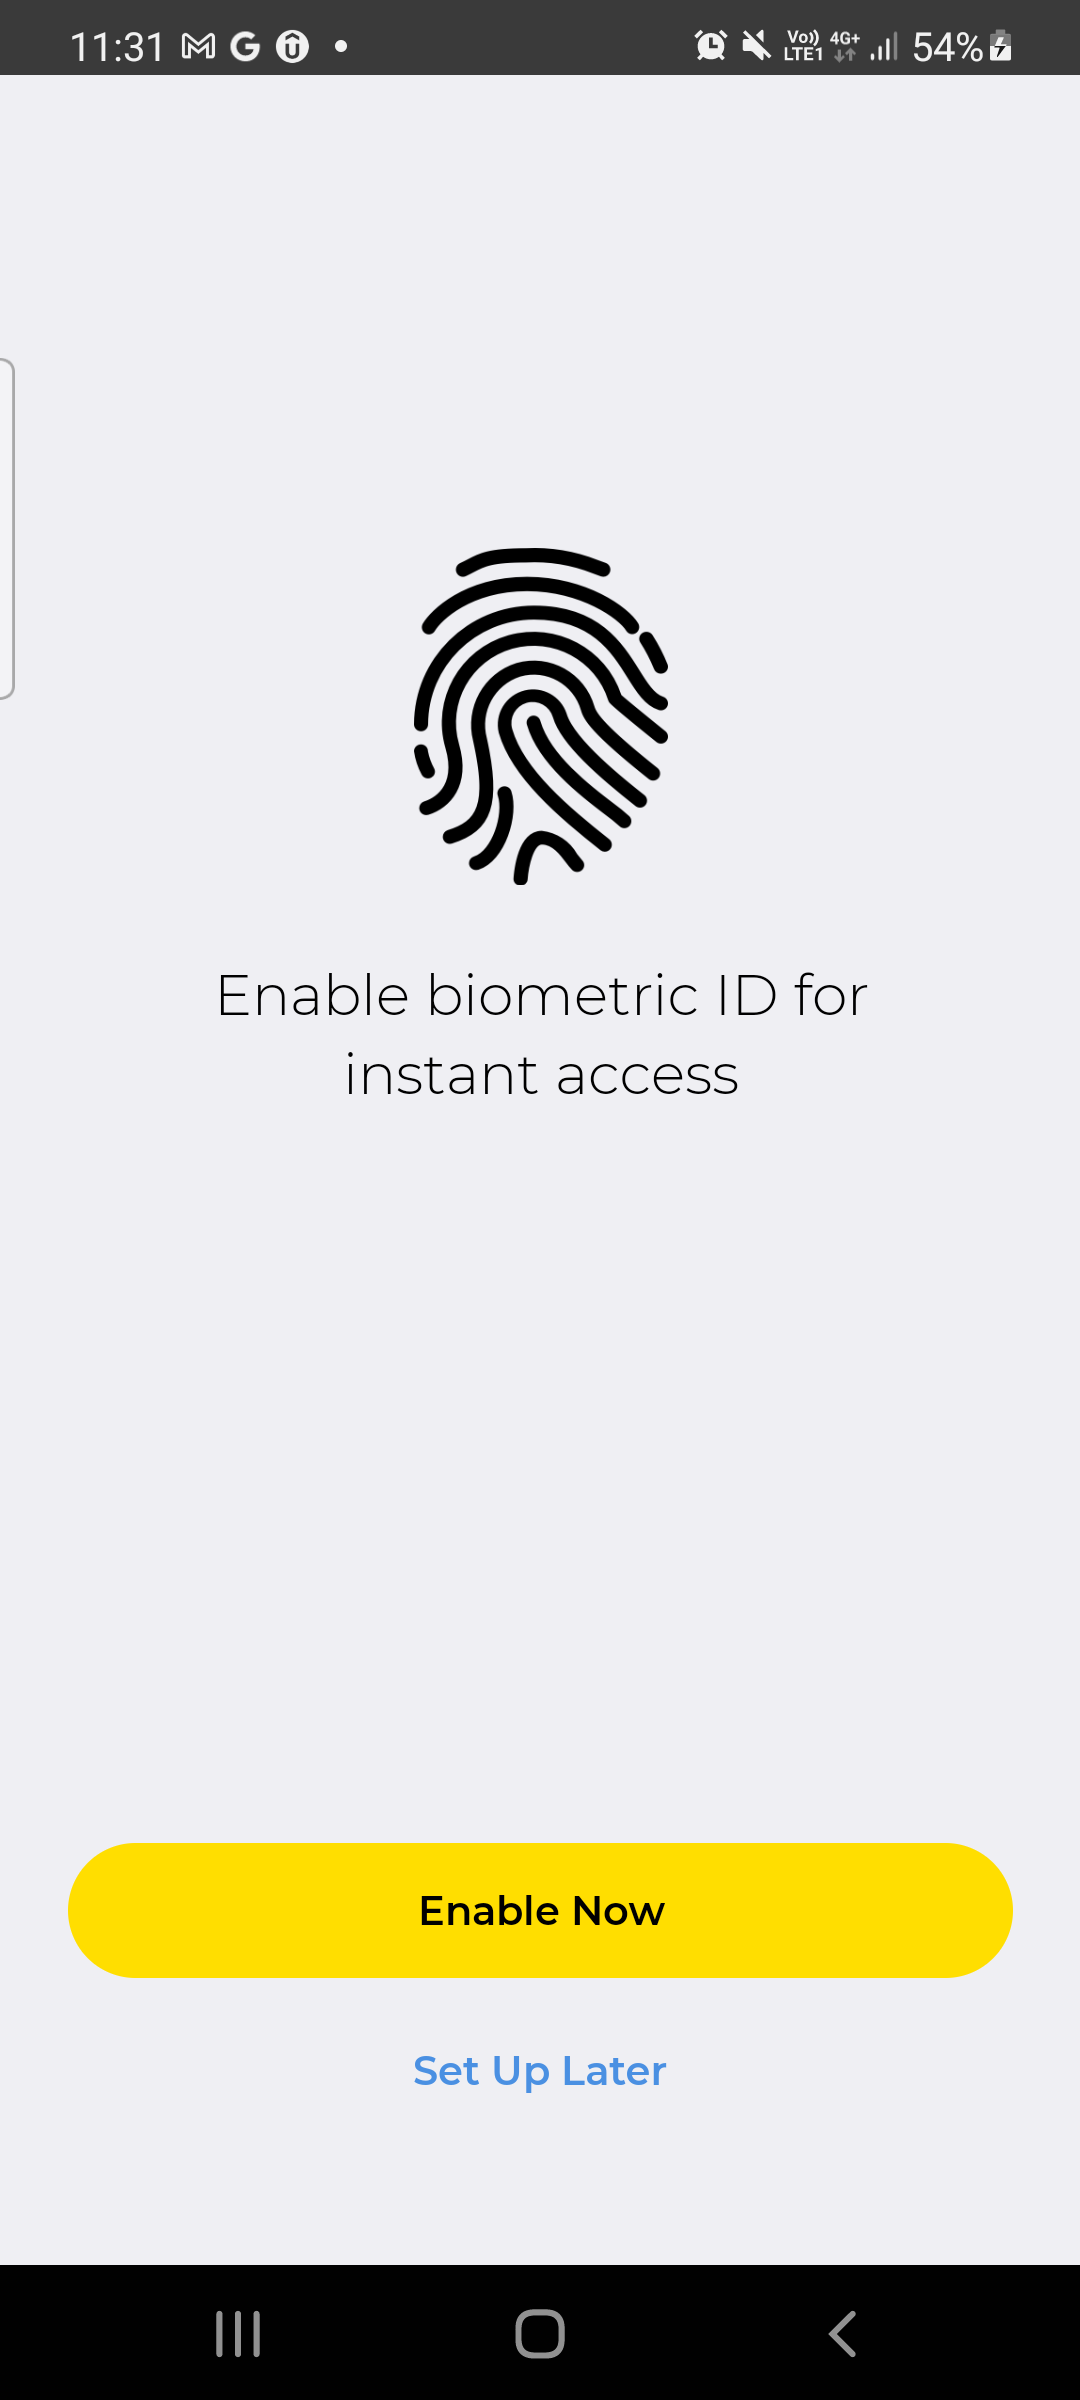 11:31
Vo)) 4G+
LTE1
54%
Enable biometric ID for
instant access
Enable Now
Set Up Later